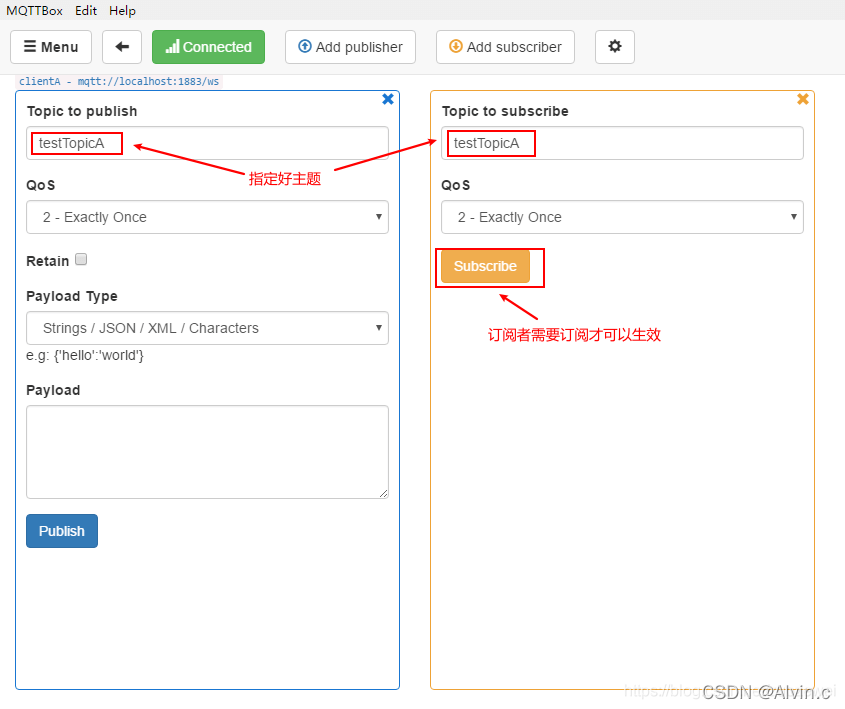 MQTTBox Edit Help
Menu Connected Add publisher Add subscriber
clientA - mqtt://localhost:1883/ws
Topic to publish
testTopicA
QoS
2 - Exactly Once
Retain
Payload Type
Strings / JSON / XML / Characters
e.g: {'hello':'world'}
Payload
Publish
Topic to subscribe
testTopicA
QoS
2 - Exactly Once
Subscribe
指定好主题
订阅者需要订阅才可以生效
CSDN @Alvin.c